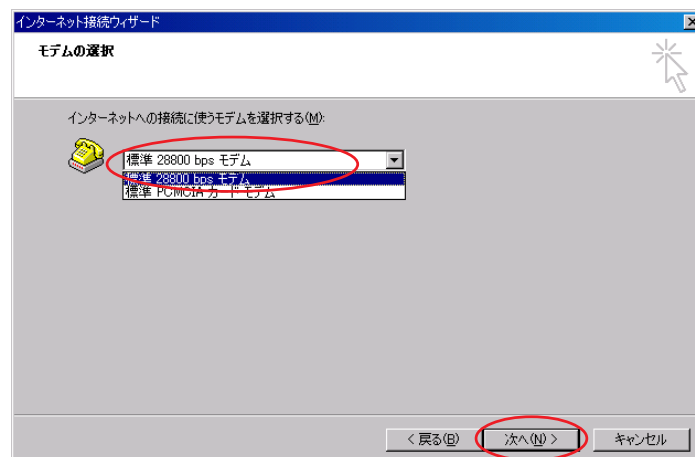 インターネット接続ウィザード
モデムの選択
インターネットへの接続に使うモデムを選択する(M):
標準 28800 bps モデム
標準 28800 bps モデム
標準 PCMCIA カード モデム
< 戻る(B) 次へ(N) > キャンセル